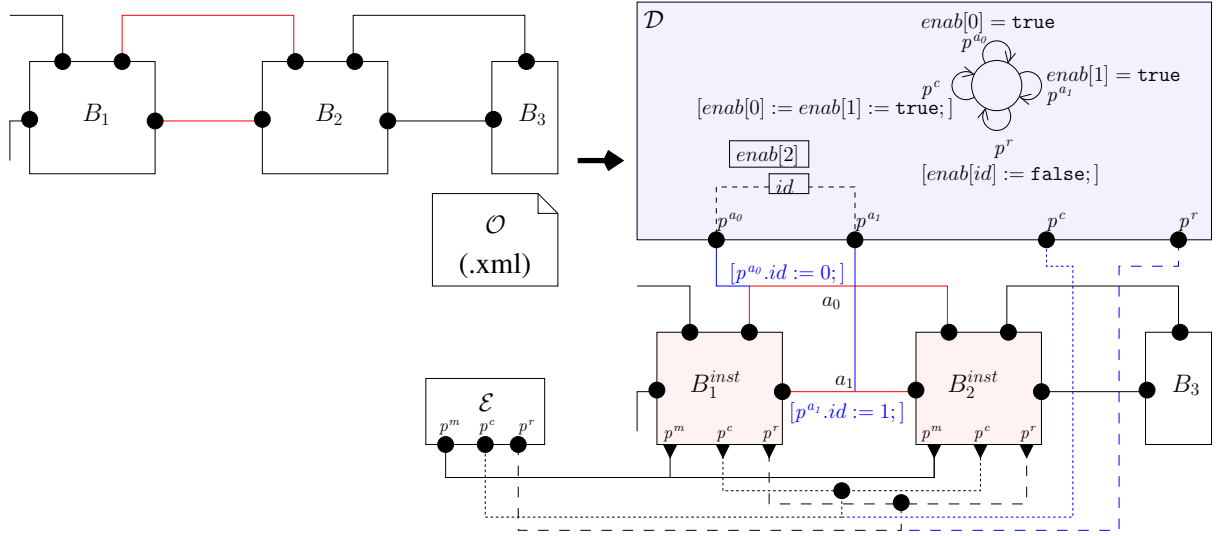 B₁
B₂
B₃
𝒪
(.xml)
𝒟
enab[0] = true
p^{a₀}
enab[1] = true
p^{a₁}
p^c
[enab[0] := enab[1] := true; ]
p^r
[enab[id] := false; ]
enab[2]
id
p^{a₀}
p^{a₁}
p^c
p^r
[p^{a₀}.id := 0; ]
a₀
B₁^{inst}
a₁
B₂^{inst}
B₃
[p^{a₁}.id := 1; ]
ℰ
p^m p^c p^r
p^m p^c p^r
p^m p^c p^r